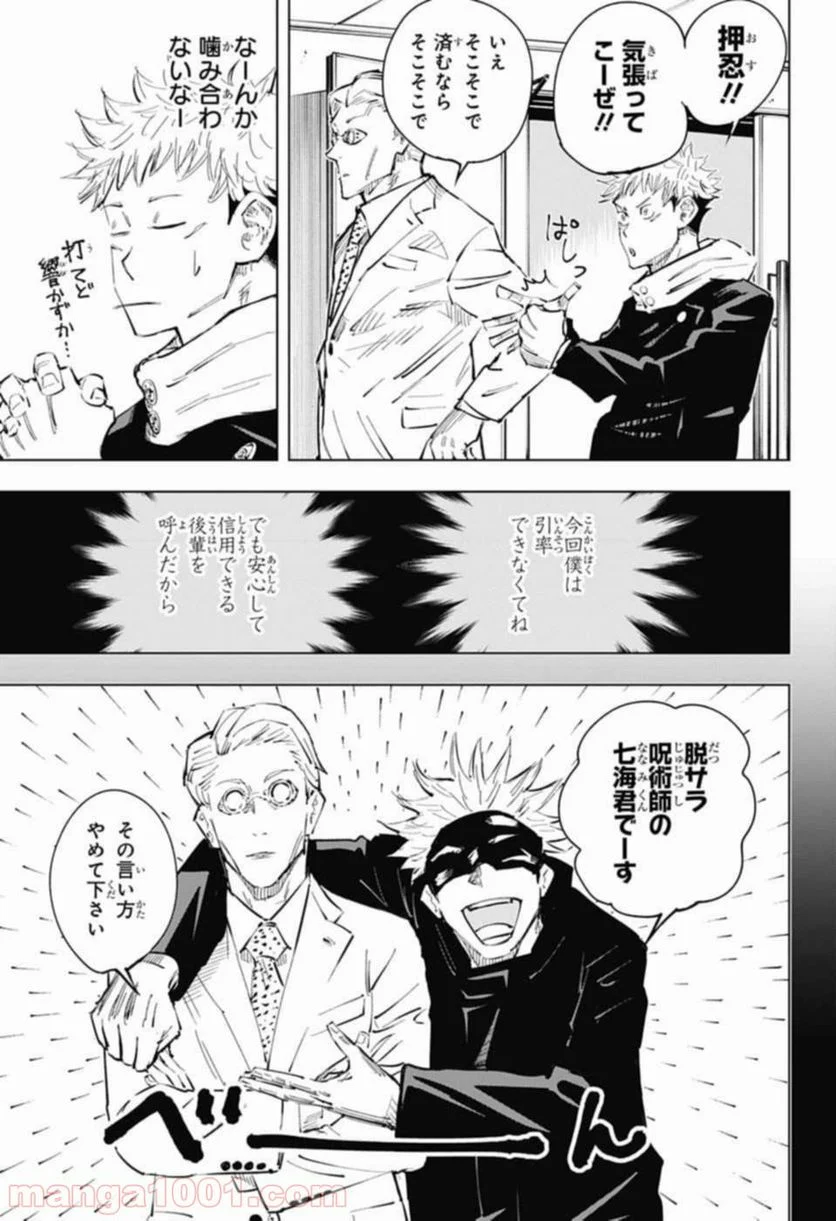 押忍!!
気張って
こーぜ!!
いえ
そこそこで
済むなら
そこそこで
ぱしっ
なーんか
噛み合わ
ないなー
打てど
響かずか…
今回僕は
引率
できなくてね
でも安心して
信用できる
後輩を
呼んだから
脱サラ
呪術師の
七海君でーす
その言い方
やめて下さい
べーーん
manga1001.com